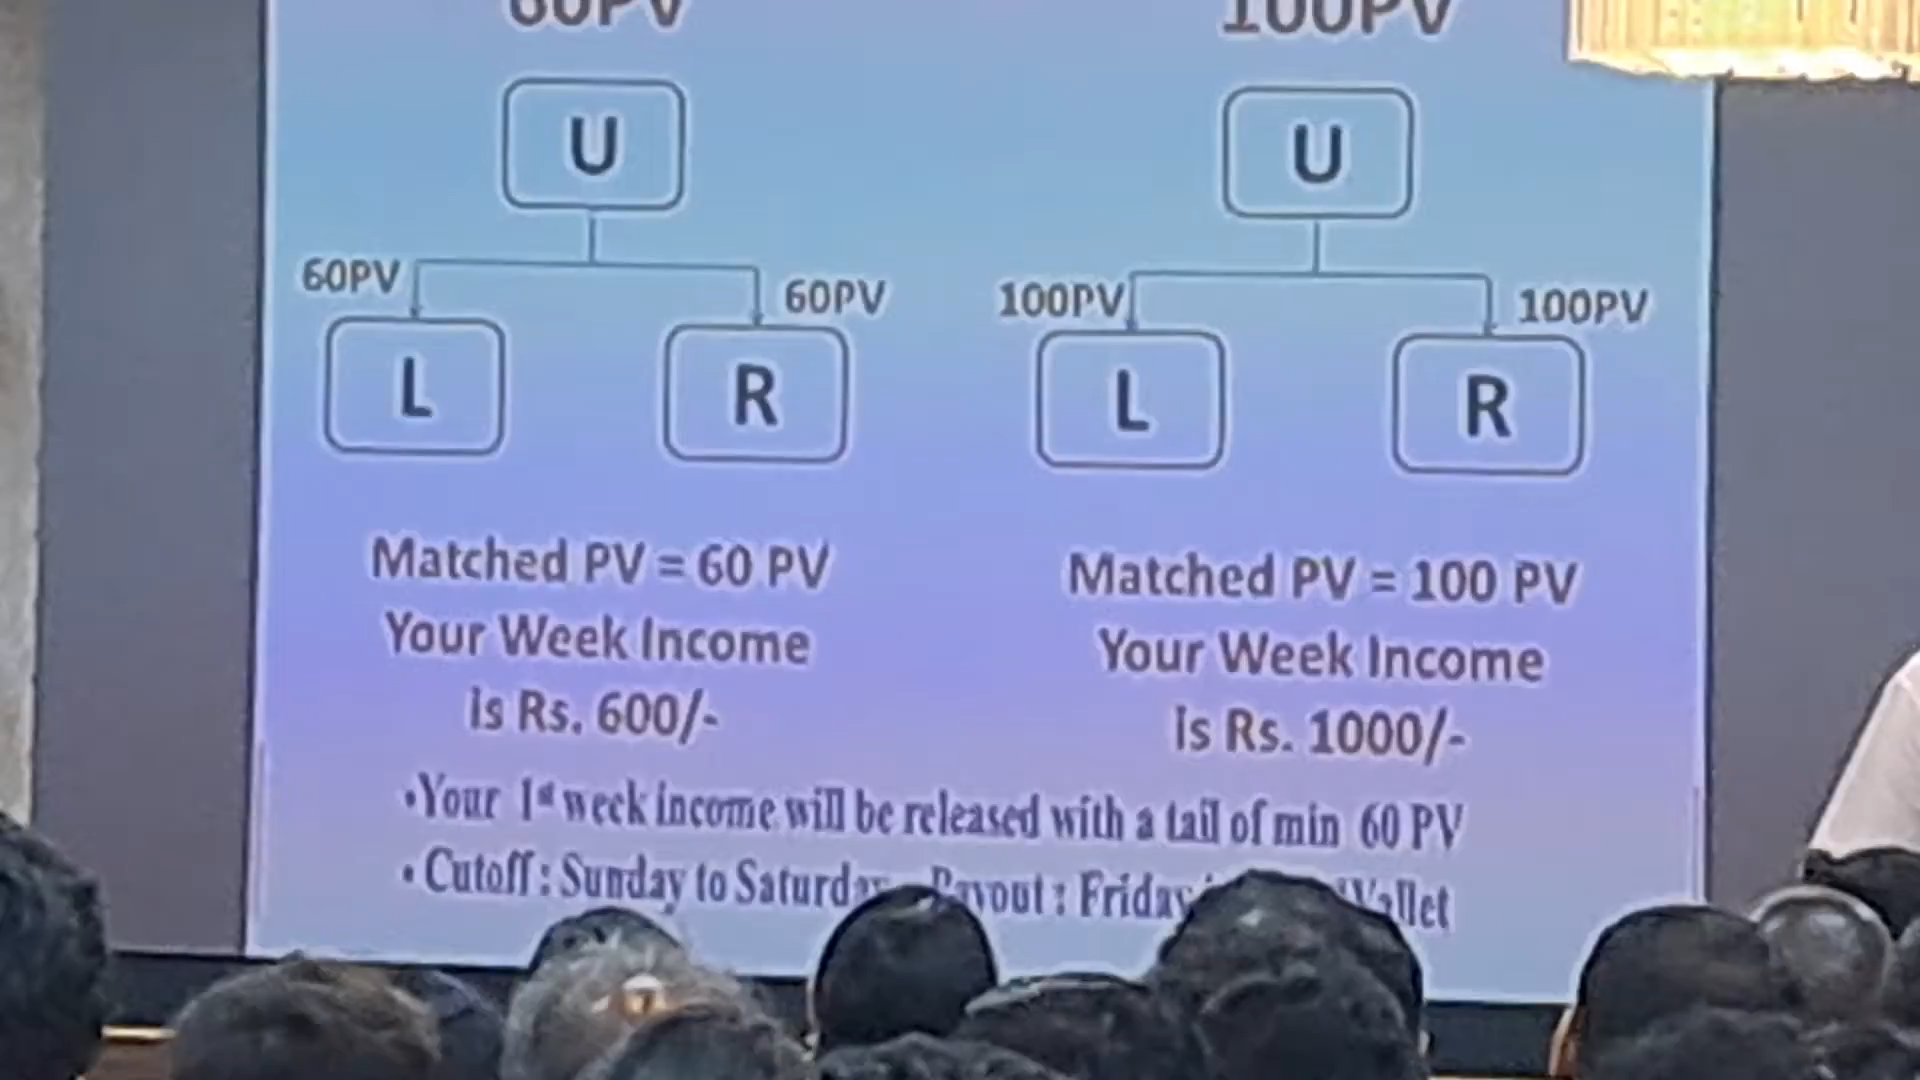 60PV
100PV
U
U
60PV
60PV
100PV
100PV
L
R
L
R
Matched PV = 60 PV
Your Week Income
is Rs. 600/-
Matched PV = 100 PV
Your Week Income
is Rs. 1000/-
•Your 1st week income will be released with a tail of min 60 PV
• Cutoff : Sunday to Saturday Payout : Friday Wallet